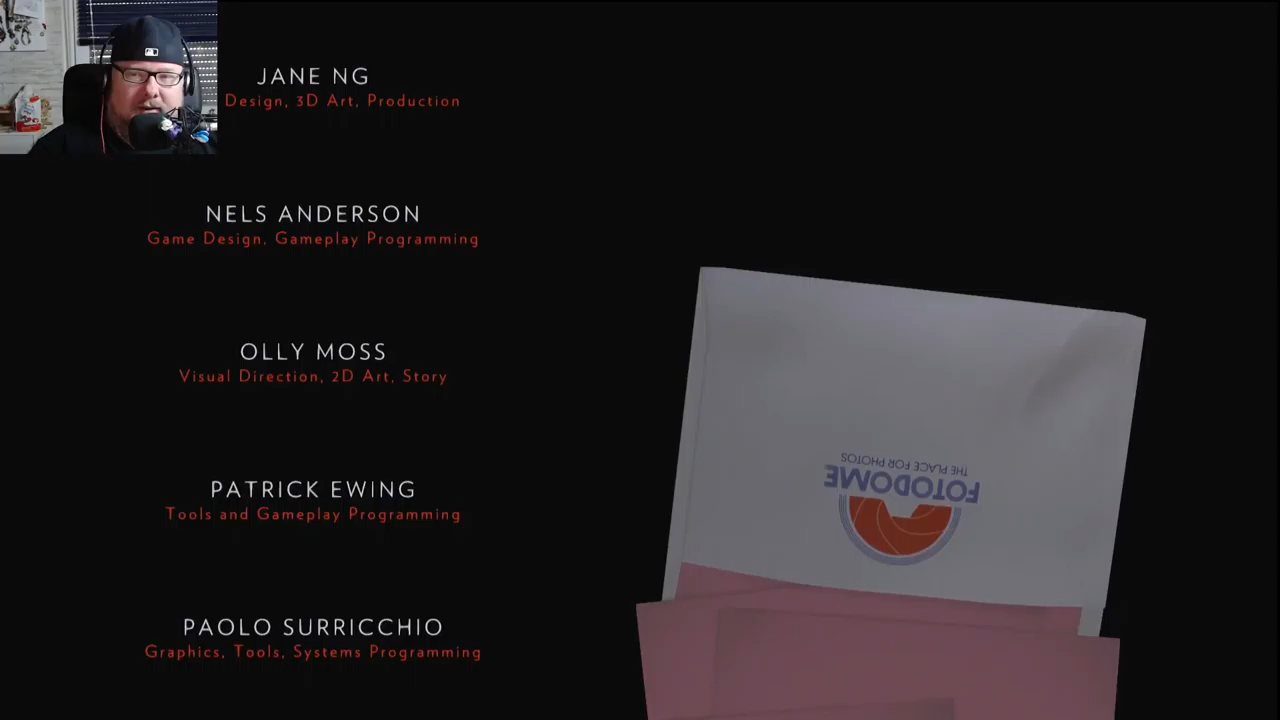 JANE NG
Design, 3D Art, Production
NELS ANDERSON
Game Design, Gameplay Programming
OLLY MOSS
Visual Direction, 2D Art, Story
PATRICK EWING
Tools and Gameplay Programming
PAOLO SURRICCHIO
Graphics, Tools, Systems Programming
FOTODOME
THE PLACE FOR PHOTOS